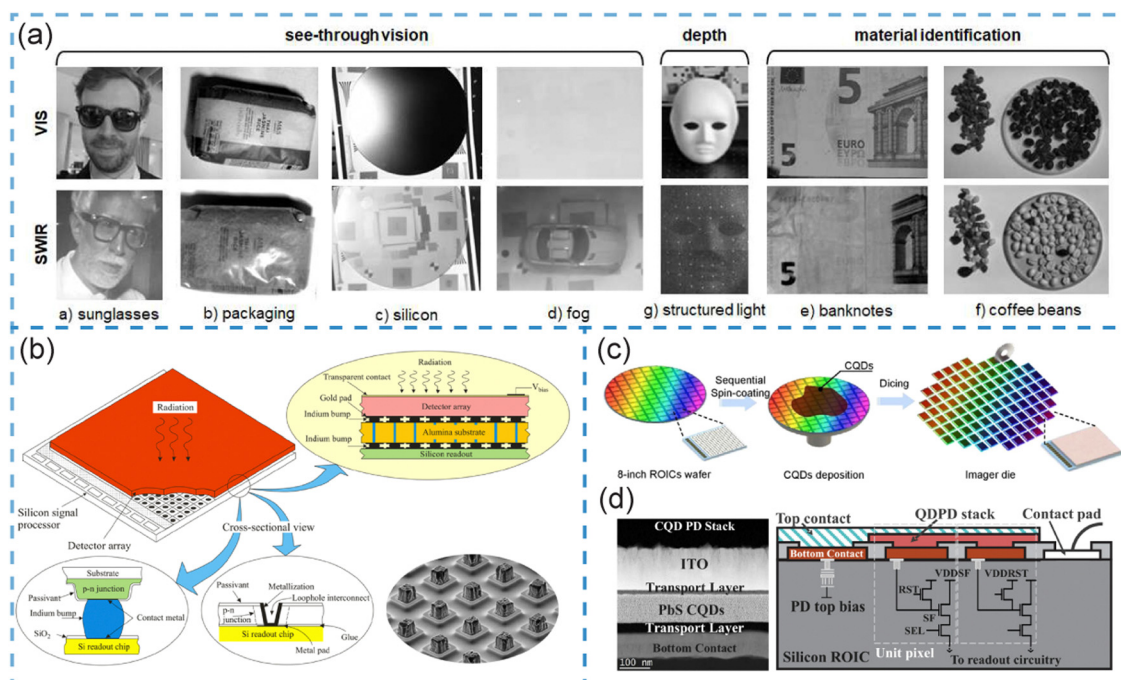 (a)
see-through vision
depth
material identification
VIS
5
5
EURO
ΕΥΡΩ
SWIR
5
a) sunglasses
b) packaging
c) silicon
d) fog
g) structured light
e) banknotes
f) coffee beans
(b)
Radiation
Silicon signal
processor
Detector array
Cross-sectional view
Radiation
Transparent contact
Vbias
Gold pad
Detector array
Indium bump
Alumina substrate
Indium bump
Silicon readout
Substrate
p-n junction
Passivant
Indium bump
Contact metal
SiO2
Si readout chip
Metallization
Passivant
Loophole interconnect
p-n
junction
Glue
Si readout chip
Metal pad
(c)
CQDs
Sequential
Spin-coating
Dicing
8-inch ROICs wafer
CQDs deposition
Imager die
(d)
CQD PD Stack
ITO
Transport Layer
PbS CQDs
Transport Layer
Bottom Contact
100 nm
Top contact
QDPD stack
Contact pad
Bottom Contact
VDDSF
VDDRST
RST
PD top bias
SF
SEL
Unit pixel
Silicon ROIC
To readout circuitry